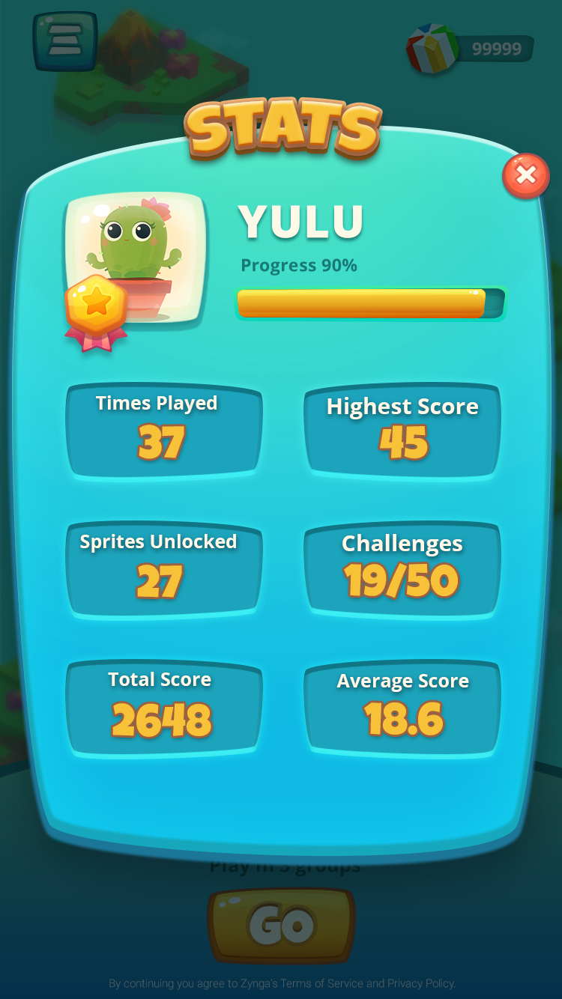 99999
STATS
YULU
Progress 90%
Times Played
37
Highest Score
45
Sprites Unlocked
27
Challenges
19/50
Total Score
2648
Average Score
18.6
Play in 3 groups
GO
By continuing you agree to Zynga's Terms of Service and Privacy Policy.